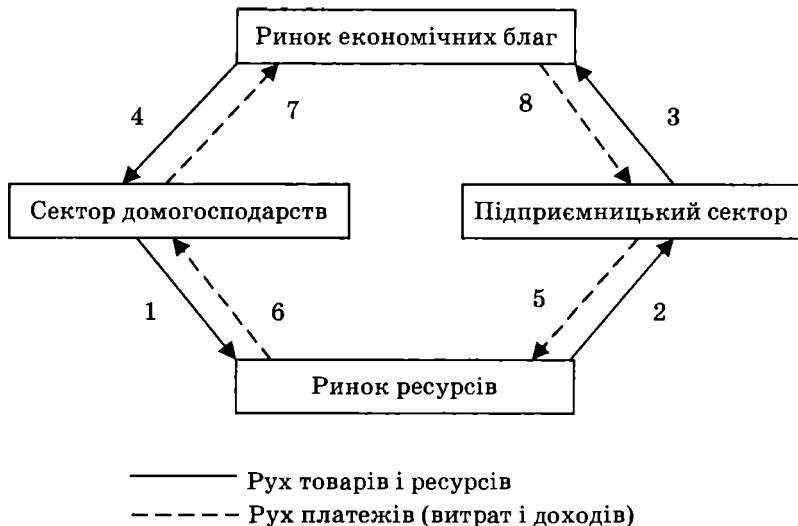 Ринок економічних благ
4
7
8
3
Сектор домогосподарств
Підприємницький сектор
1
6
5
2
Ринок ресурсів
Рух товарів і ресурсів
Рух платежів (витрат і доходів)